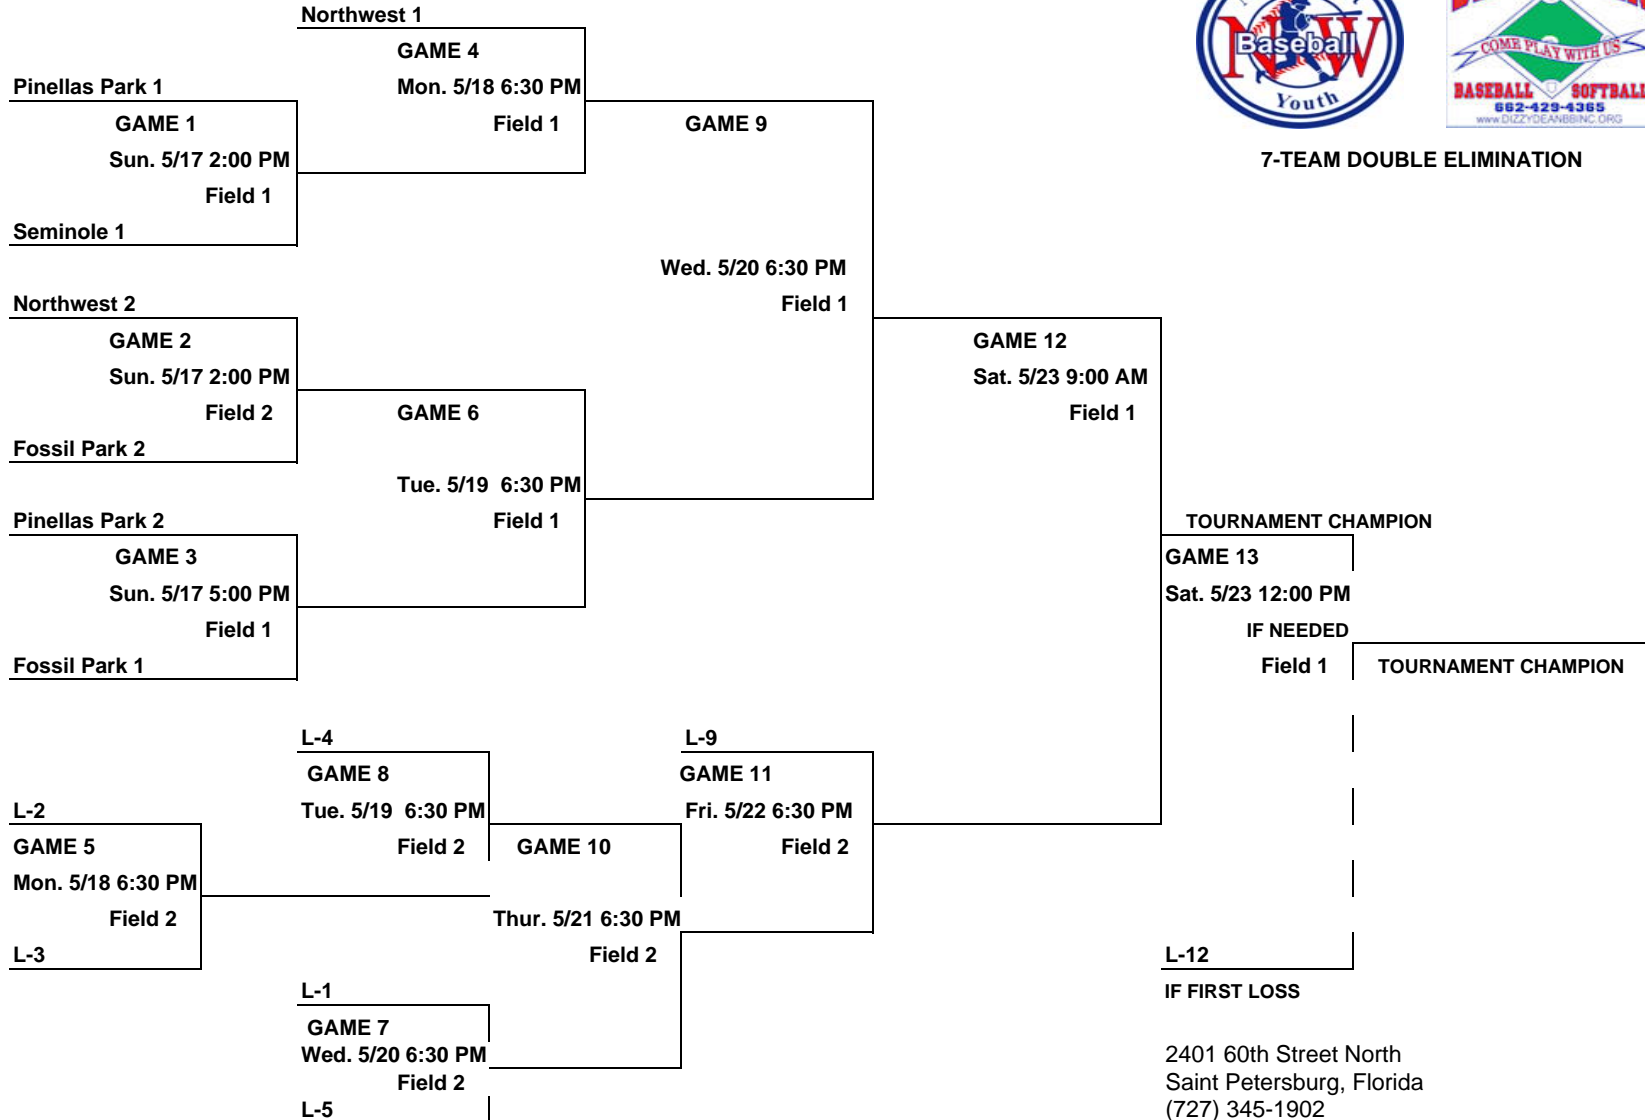 Northwest 1
GAME 4
Mon. 5/18 6:30 PM
Field 1
Pinellas Park 1
GAME 1
Sun. 5/17 2:00 PM
Field 1
Seminole 1
GAME 9
Wed. 5/20 6:30 PM
Field 1
Baseball
N W
Youth
COME PLAY WITH US
BASEBALL SOFTBALL
662-429-4365
www.DIZZYDEANBBINC.ORG
7-TEAM DOUBLE ELIMINATION
Northwest 2
GAME 2
Sun. 5/17 2:00 PM
Field 2
Fossil Park 2
GAME 6
Tue. 5/19 6:30 PM
Field 1
Pinellas Park 2
GAME 3
Sun. 5/17 5:00 PM
Field 1
Fossil Park 1
GAME 12
Sat. 5/23 9:00 AM
Field 1
TOURNAMENT CHAMPION
GAME 13
Sat. 5/23 12:00 PM
IF NEEDED
Field 1
TOURNAMENT CHAMPION
L-4
GAME 8
Tue. 5/19 6:30 PM
Field 2
L-9
GAME 11
Fri. 5/22 6:30 PM
Field 2
L-2
GAME 5
Mon. 5/18 6:30 PM
Field 2
L-3
GAME 10
Thur. 5/21 6:30 PM
Field 2
L-1
GAME 7
Wed. 5/20 6:30 PM
Field 2
L-5
L-12
IF FIRST LOSS
2401 60th Street North
Saint Petersburg, Florida
(727) 345-1902